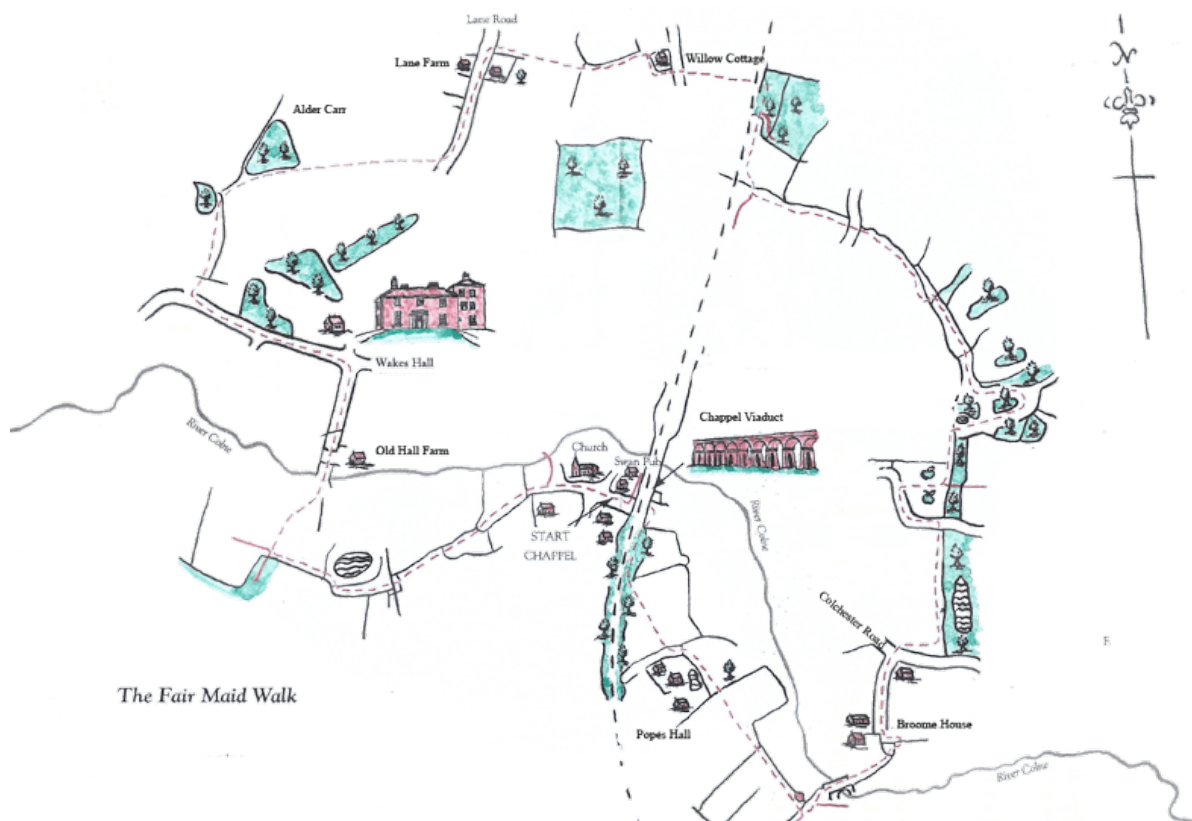 Lane Road
Lane Farm
Willow Cottage
N
Alder Carr
Wakes Hall
Chappel Viaduct
River Colne
Old Hall Farm
Church
Swan Pub
START
CHAPPEL
River Colne
Colchester Road
E
The Fair Maid Walk
Popes Hall
Broome House
River Colne